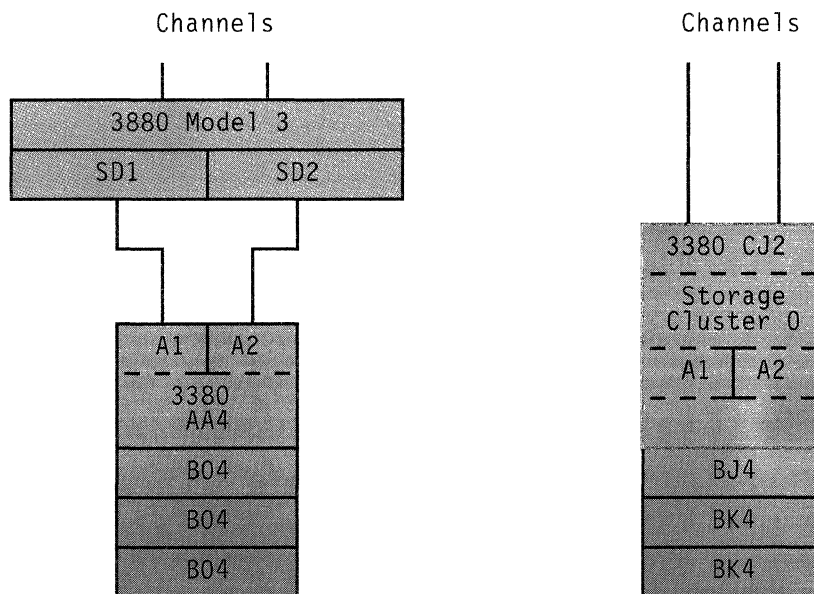 Channels
3880 Model 3
SD1 SD2
A1 A2
3380
AA4
B04
B04
B04
Channels
3380 CJ2
Storage
Cluster 0
A1 A2
BJ4
BK4
BK4